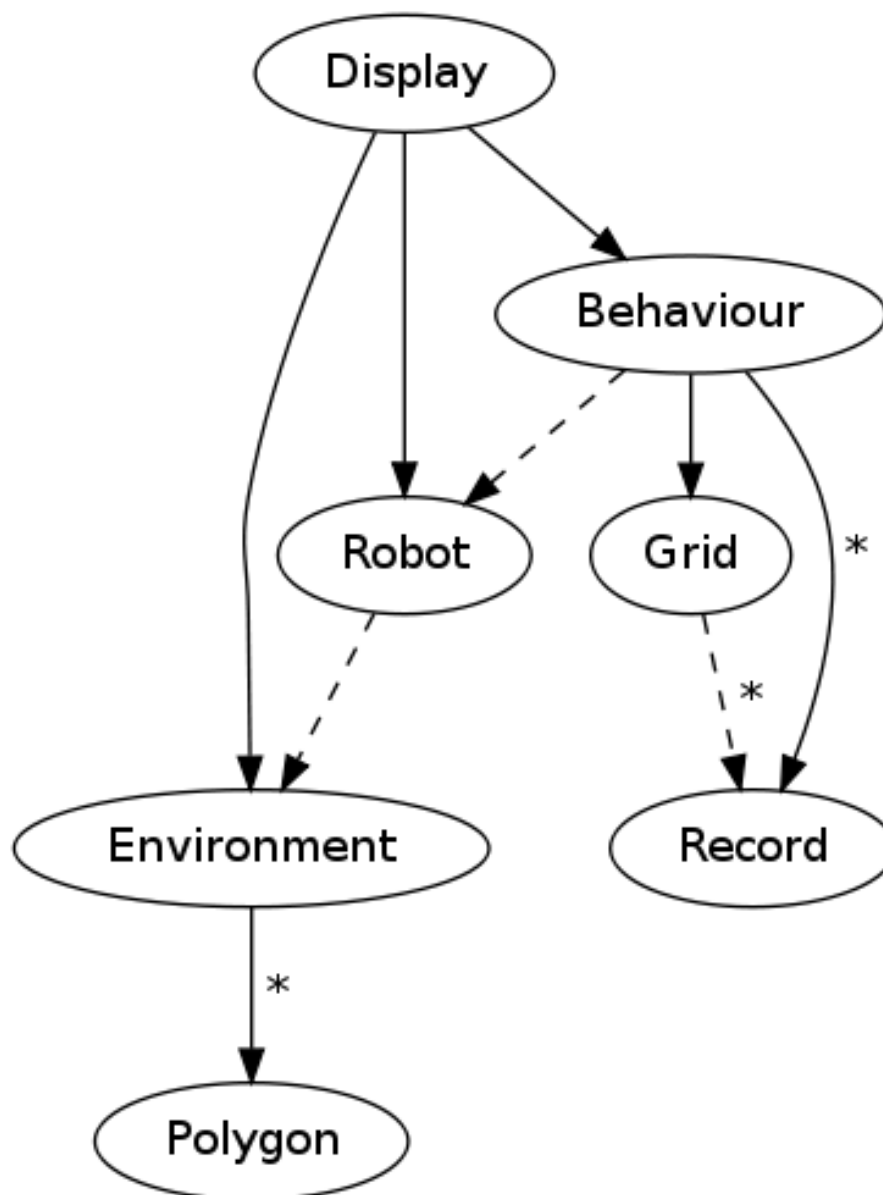 Display
Behaviour
Robot
Grid
*
*
Environment
Record
*
Polygon